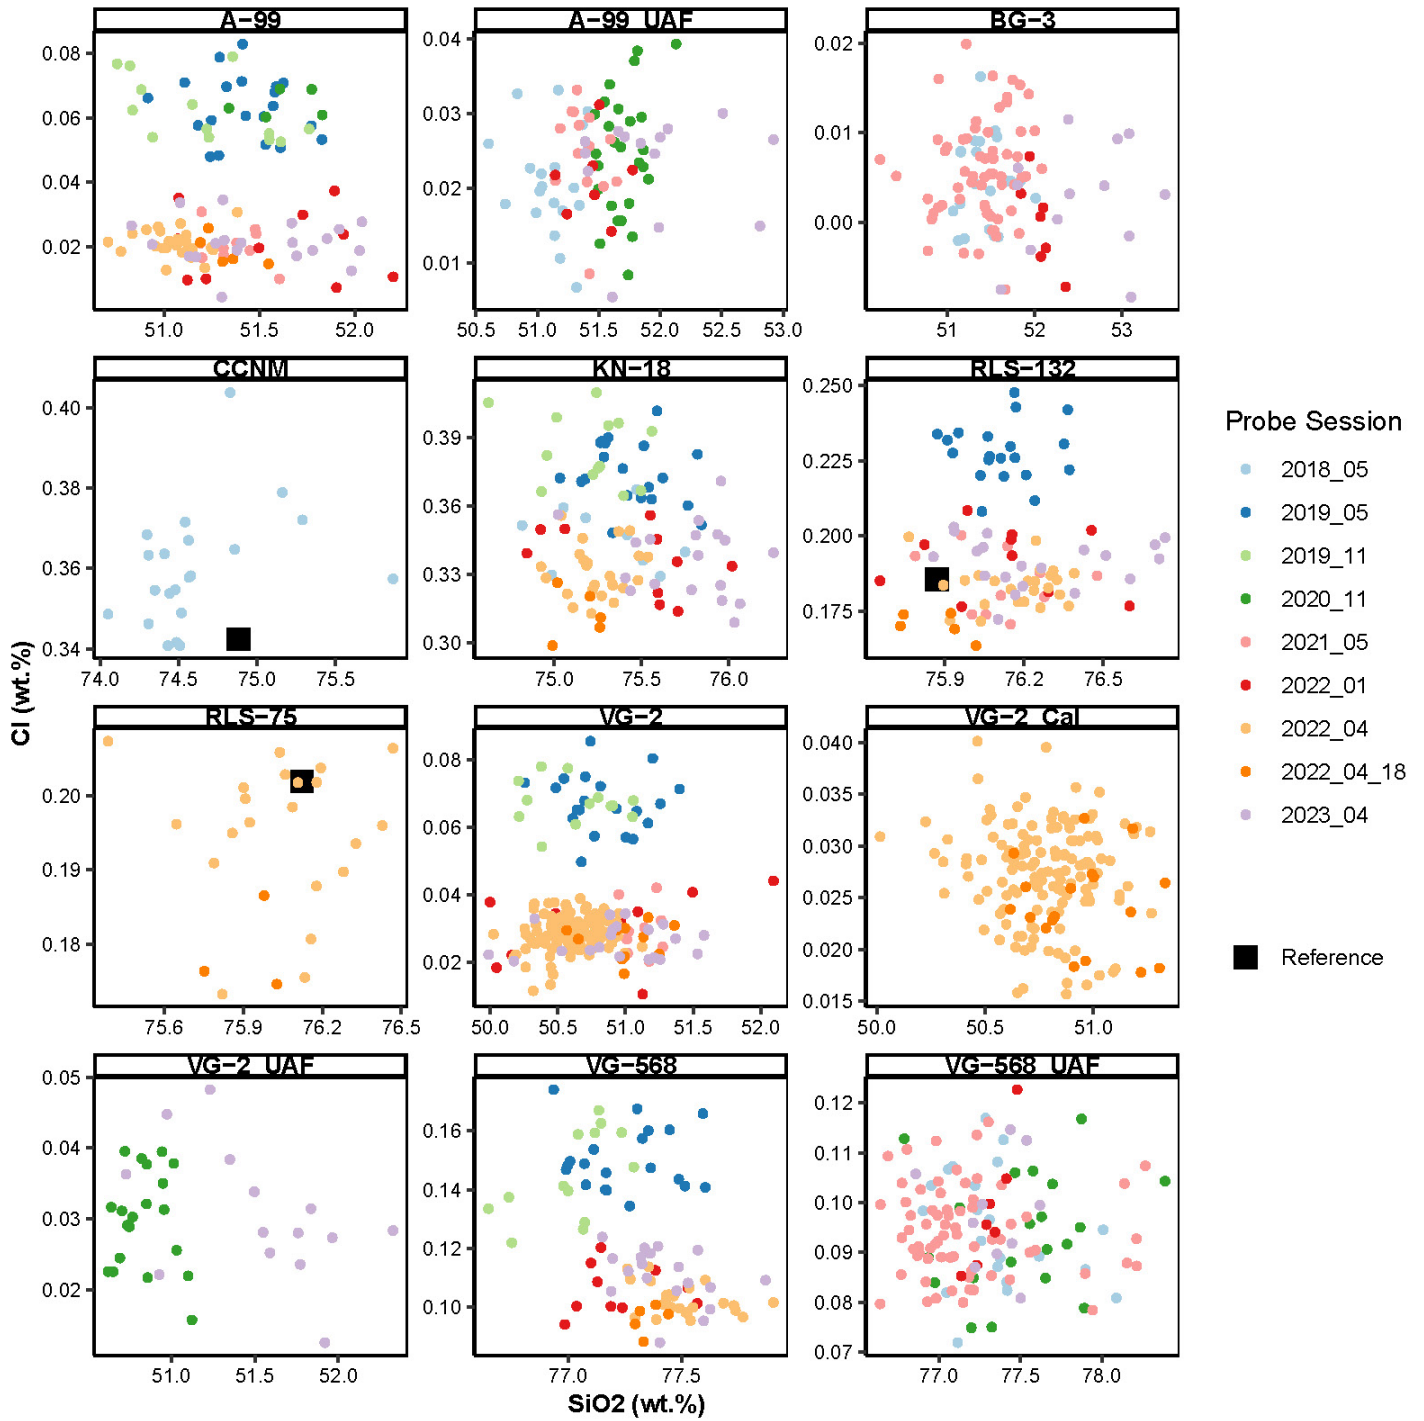 A-99 A-99_UAF BG-3
0.08 0.06 0.04 0.02
51.0 51.5 52.0
0.04 0.03 0.02 0.01
50.5 51.0 51.5 52.0 52.5 53.0
0.02 0.01 0.00
51 52 53
CCNM KN-18 RLS-132
0.40 0.38 0.36 0.34
74.0 74.5 75.0 75.5
0.39 0.36 0.33 0.30
75.0 75.5 76.0
0.250 0.225 0.200 0.175
75.9 76.2 76.5
RLS-75 VG-2 VG-2_Cal
0.20 0.19 0.18
75.6 75.9 76.2 76.5
0.08 0.06 0.04 0.02
50.0 50.5 51.0 51.5 52.0
0.040 0.035 0.030 0.025 0.020 0.015
50.0 50.5 51.0
VG-2_UAF VG-568 VG-568_UAF
0.05 0.04 0.03 0.02
51.0 51.5 52.0
0.16 0.14 0.12 0.10
77.0 77.5
0.12 0.11 0.10 0.09 0.08 0.07
77.0 77.5 78.0
Cl (wt.%)
SiO2 (wt.%)
Probe Session
2018_05
2019_05
2019_11
2020_11
2021_05
2022_01
2022_04
2022_04_18
2023_04
Reference